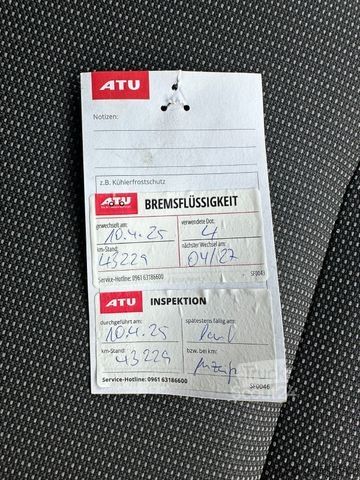 ATU
Notizen:
z.B. Kühlerfrostschutz
ATU BREMSFLÜSSIGKEIT
gewechselt am: verwendete Dot:
10.4.25 4
km-Stand: nächster Wechsel am:
43229 04/27
Service-Hotline: 0961 63186600 SF0043
ATU INSPEKTION
durchgeführt am: spätestens fällig am:
10.4.25
km-Stand: bzw. bei km:
43229
Service-Hotline: 0961 63186600 SF0046